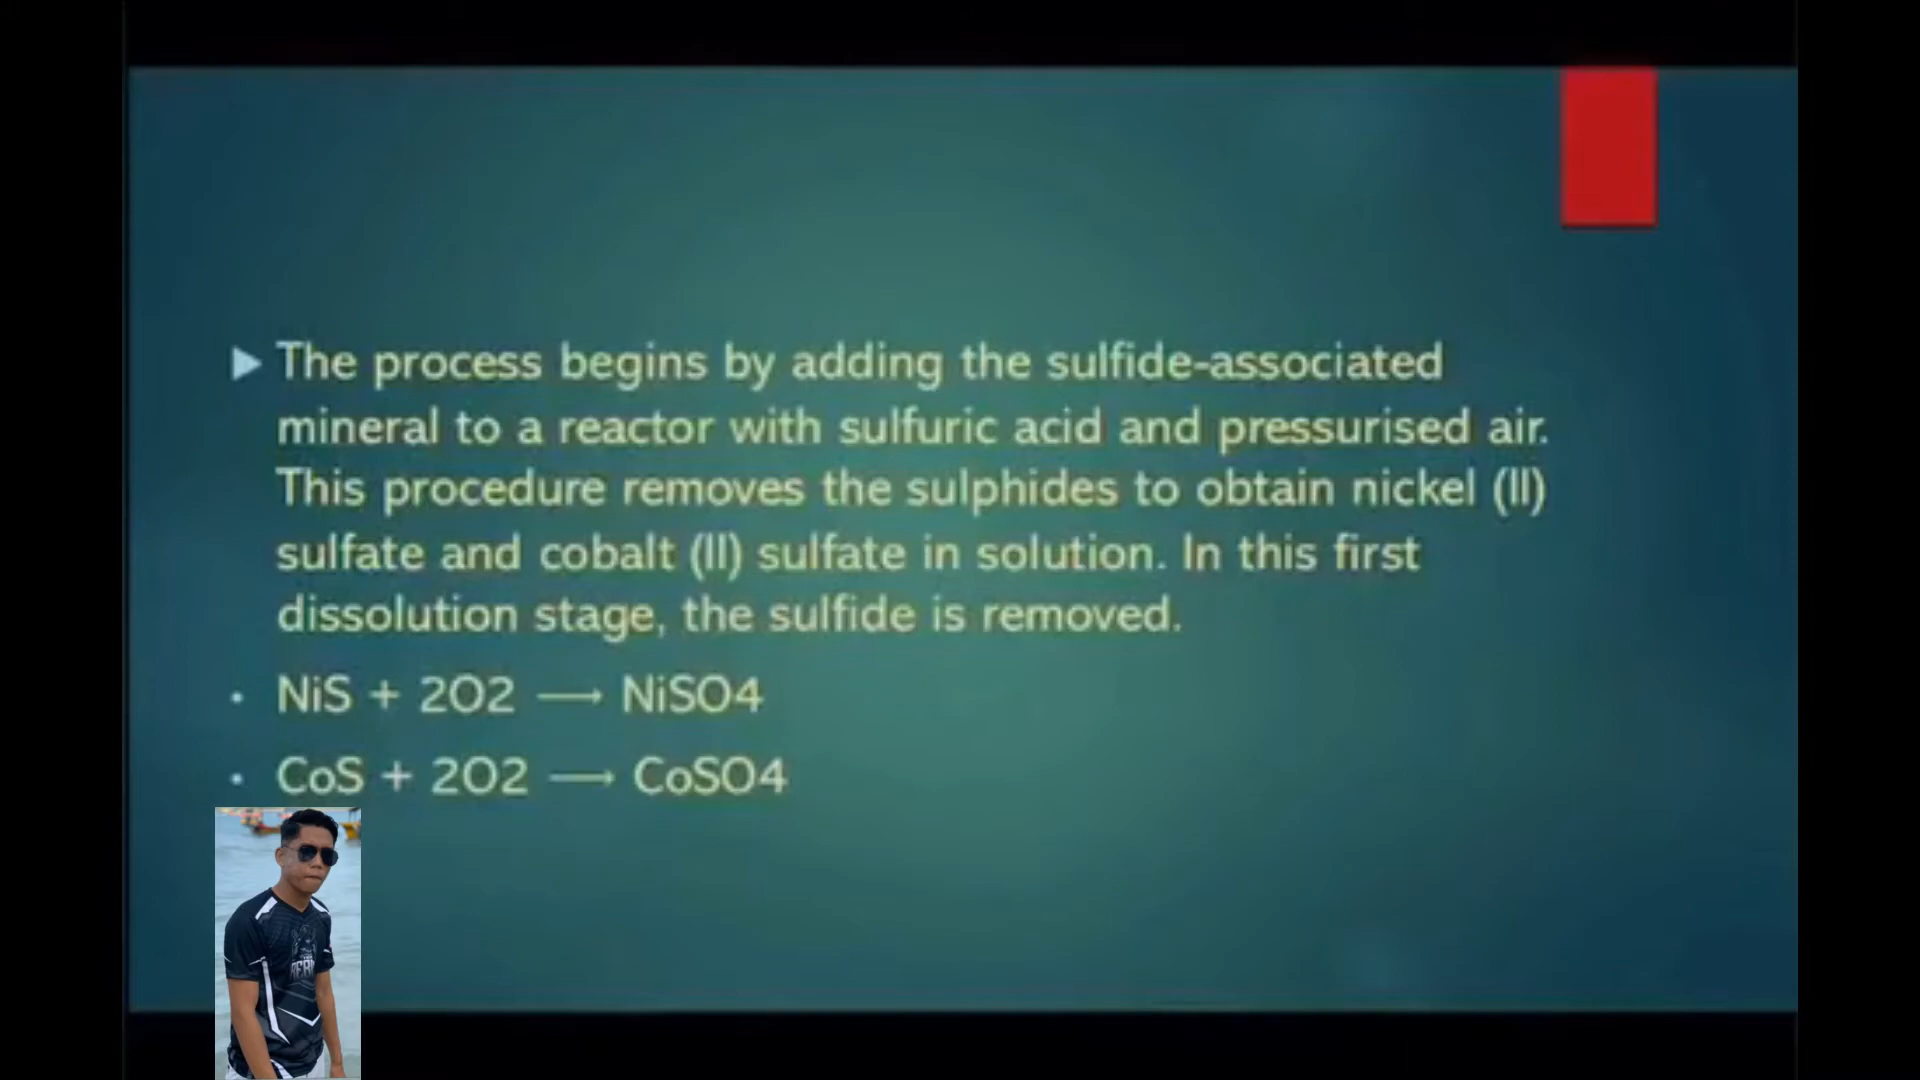 The process begins by adding the sulfide-associated
mineral to a reactor with sulfuric acid and pressurised air.
This procedure removes the sulphides to obtain nickel (II)
sulfate and cobalt (II) sulfate in solution. In this first
dissolution stage, the sulfide is removed.
NiS + 2O2 ⟶ NiSO4
CoS + 2O2 ⟶ CoSO4